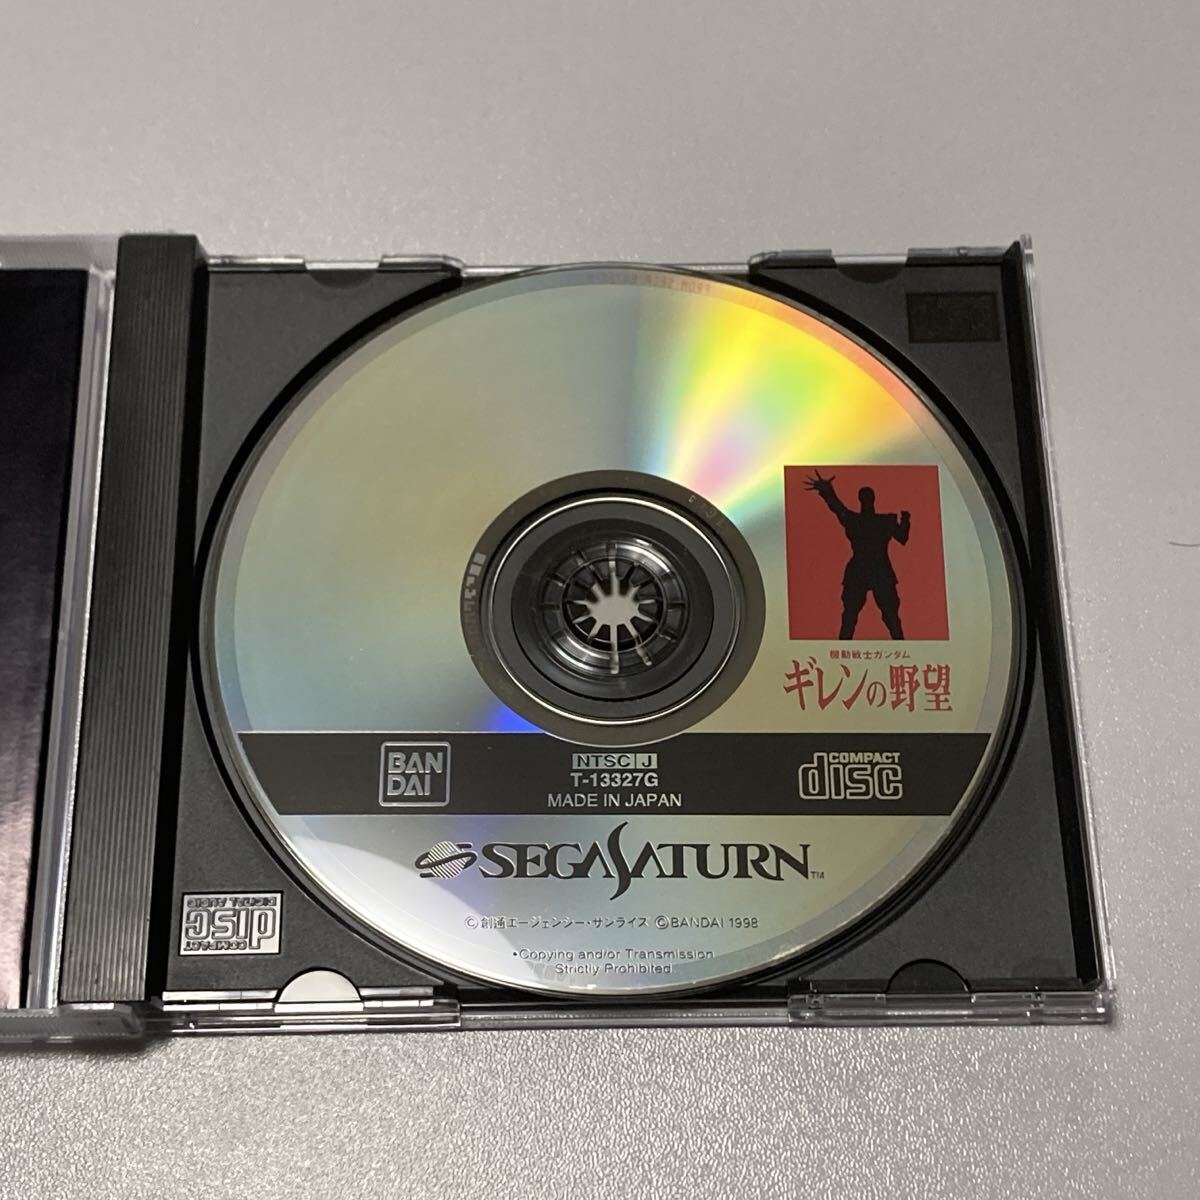 機動戦士ガンダム
ギレンの野望
BAN
DAI
NTSC J
T-13327G
MADE IN JAPAN
COMPACT
disc
SEGA SATURN™
©創通エージェンシー・サンライズ ©BANDAI 1998
•Copying and/or Transmission
Strictly Prohibited.
COMPACT
disc
DIGITAL AUDIO